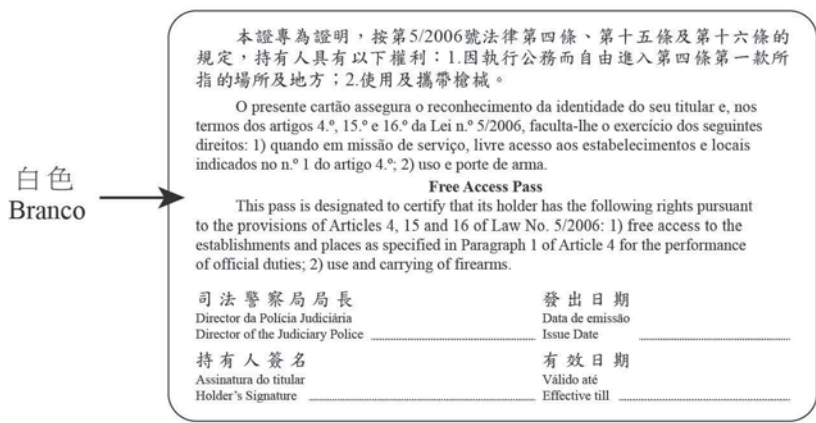 白色
Branco
本證專為證明，按第5/2006號法律第四條、第十五條及第十六條的
規定，持有人具有以下權利：1.因執行公務而自由進入第四條第一款所
指的場所及地方；2.使用及攜帶槍械。
O presente cartão assegura o reconhecimento da identidade do seu titular e, nos
termos dos artigos 4.º, 15.º e 16.º da Lei n.º 5/2006, faculta-lhe o exercício dos seguintes
direitos: 1) quando em missão de serviço, livre acesso aos estabelecimentos e locais
indicados no n.º 1 do artigo 4.º; 2) uso e porte de arma.
Free Access Pass
This pass is designated to certify that its holder has the following rights pursuant
to the provisions of Articles 4, 15 and 16 of Law No. 5/2006: 1) free access to the
establishments and places as specified in Paragraph 1 of Article 4 for the performance
of official duties; 2) use and carrying of firearms.
司法警察局局長
Director da Polícia Judiciária
Director of the Judiciary Police
發出日期
Data de emissão
Issue Date
持有人簽名
Assinatura do titular
Holder's Signature
有效日期
Válido até
Effective till